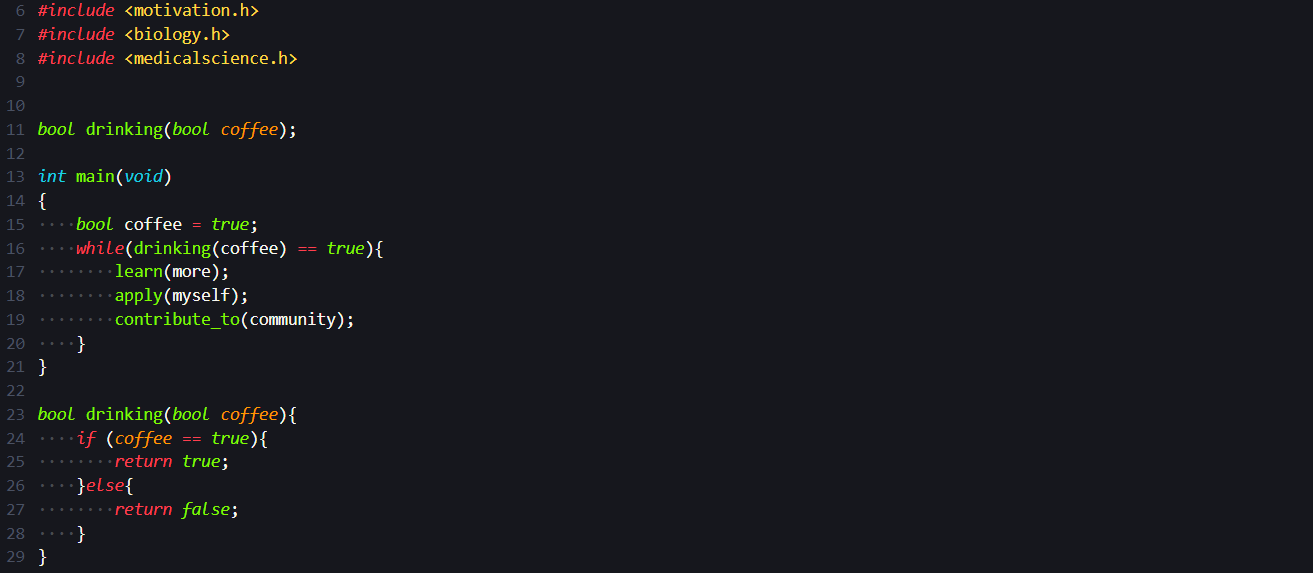 6 #include <motivation.h>
7 #include <biology.h>
8 #include <medicalscience.h>
9
10
11 bool drinking(bool coffee);
12
13 int main(void)
14 {
15 ····bool coffee = true;
16 ····while(drinking(coffee) == true){
17 ········learn(more);
18 ········apply(myself);
19 ········contribute_to(community);
20 ····}
21 }
22
23 bool drinking(bool coffee){
24 ····if (coffee == true){
25 ········return true;
26 ····}else{
27 ········return false;
28 ····}
29 }